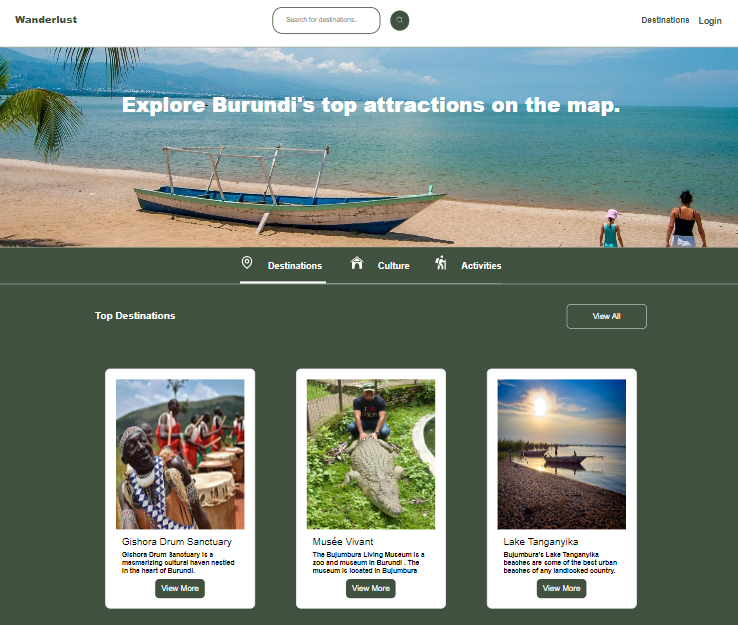 Wanderlust
Search for destinations..
Destinations
Login
Explore Burundi's top attractions on the map.
Destinations
Culture
Activities
Top Destinations
View All
Gishora Drum Sanctuary
Gishora Drum Sanctuary is a
mesmerizing cultural haven nestled
in the heart of Burundi.
View More
Musée Vivant
The Bujumbura Living Museum is a
zoo and museum in Burundi . The
museum is located in Bujumbura
View More
Lake Tanganyika
Bujumbura's Lake Tanganyika
beaches are some of the best urban
beaches of any landlocked country.
View More